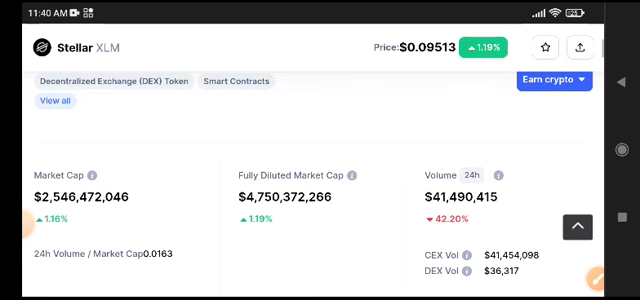 11:40 AM
Stellar XLM
Price:$0.09513 1.19%
Decentralized Exchange (DEX) Token Smart Contracts
View all
Earn crypto
Market Cap
$2,546,472,046
1.16%
24h Volume / Market Cap0.0163
Fully Diluted Market Cap
$4,750,372,266
1.19%
Volume 24h
$41,490,415
42.20%
CEX Vol $41,454,098
DEX Vol $36,317